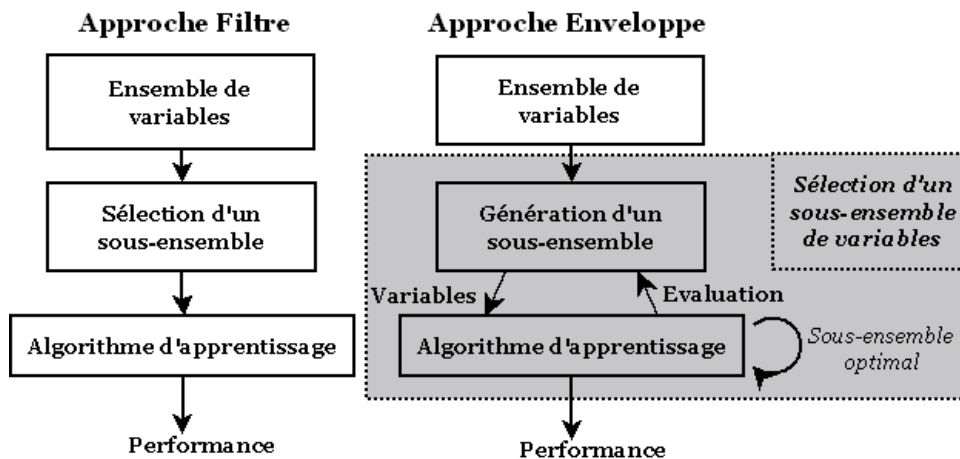 Approche Filtre
Ensemble de
variables
Sélection d'un
sous-ensemble
Algorithme d'apprentissage
Performance
Approche Enveloppe
Ensemble de
variables
Génération d'un
sous-ensemble
Variables
Evaluation
Algorithme d'apprentissage
Performance
Sélection d'un
sous-ensemble
de variables
Sous-ensemble
optimal